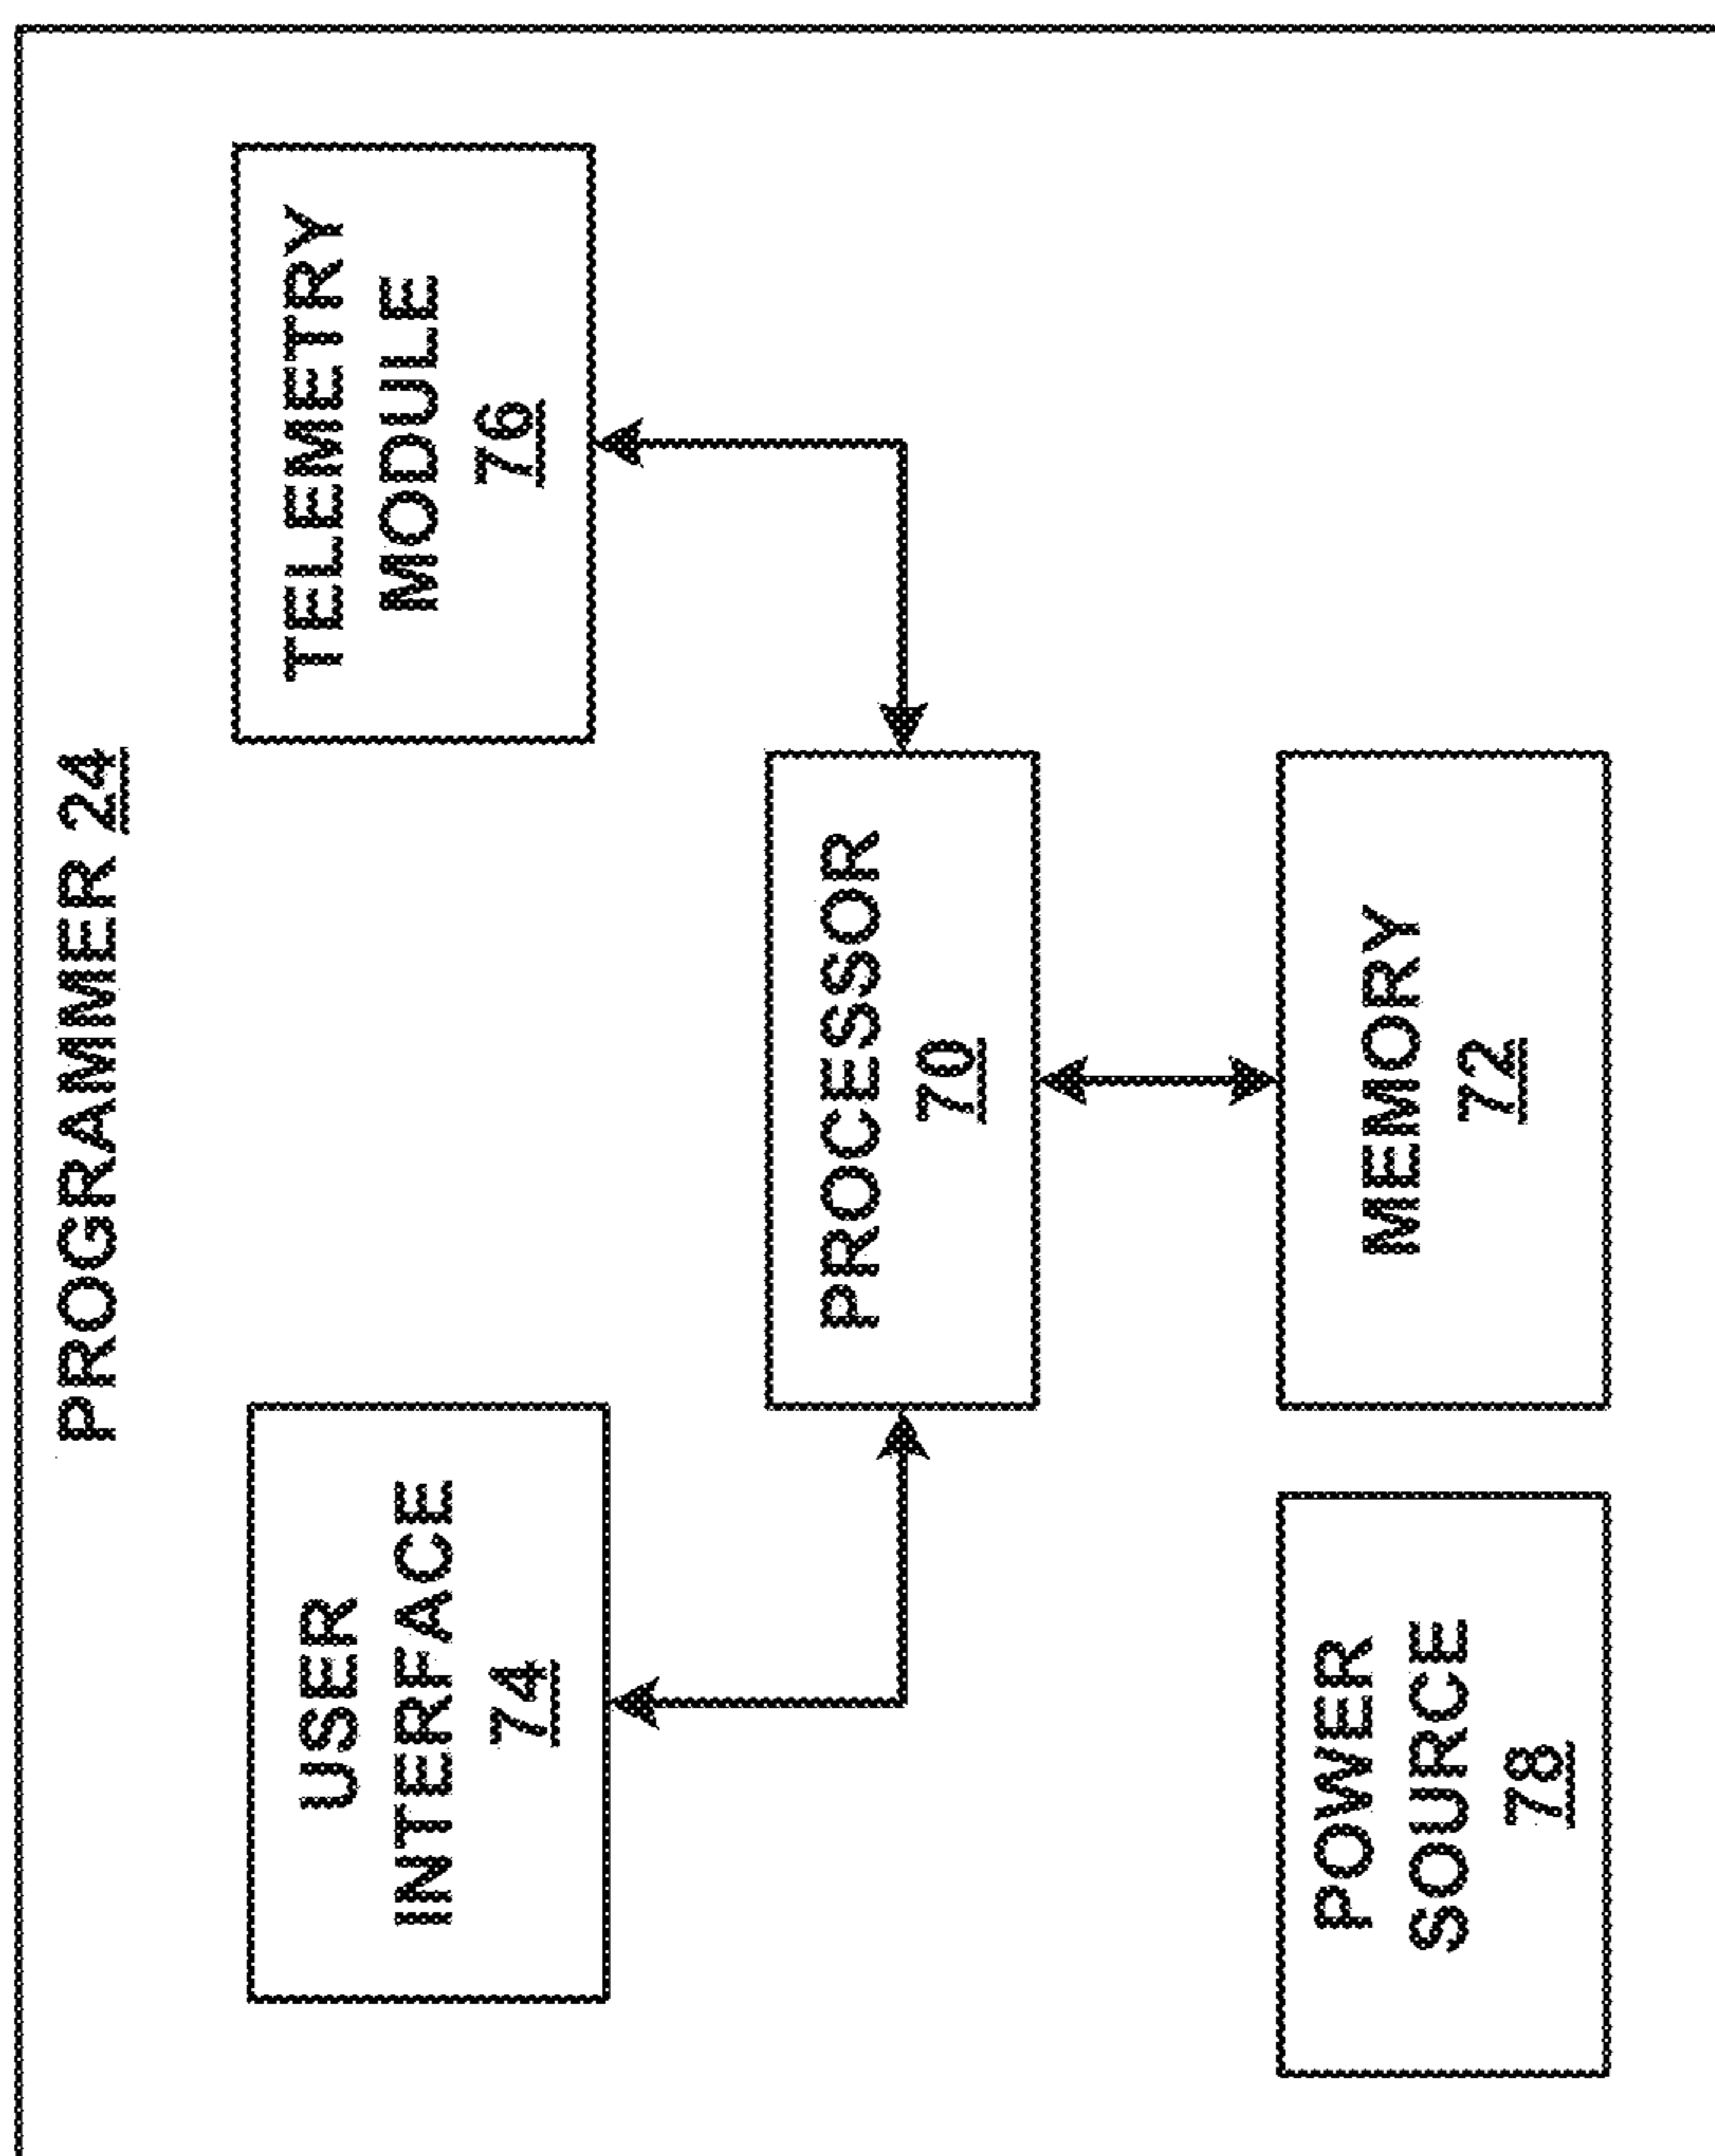 PROGRAMMER 24
USER
INTERFACE
74
TELEMETRY
MODULE
76
PROCESSOR
70
POWER
SOURCE
78
MEMORY
72